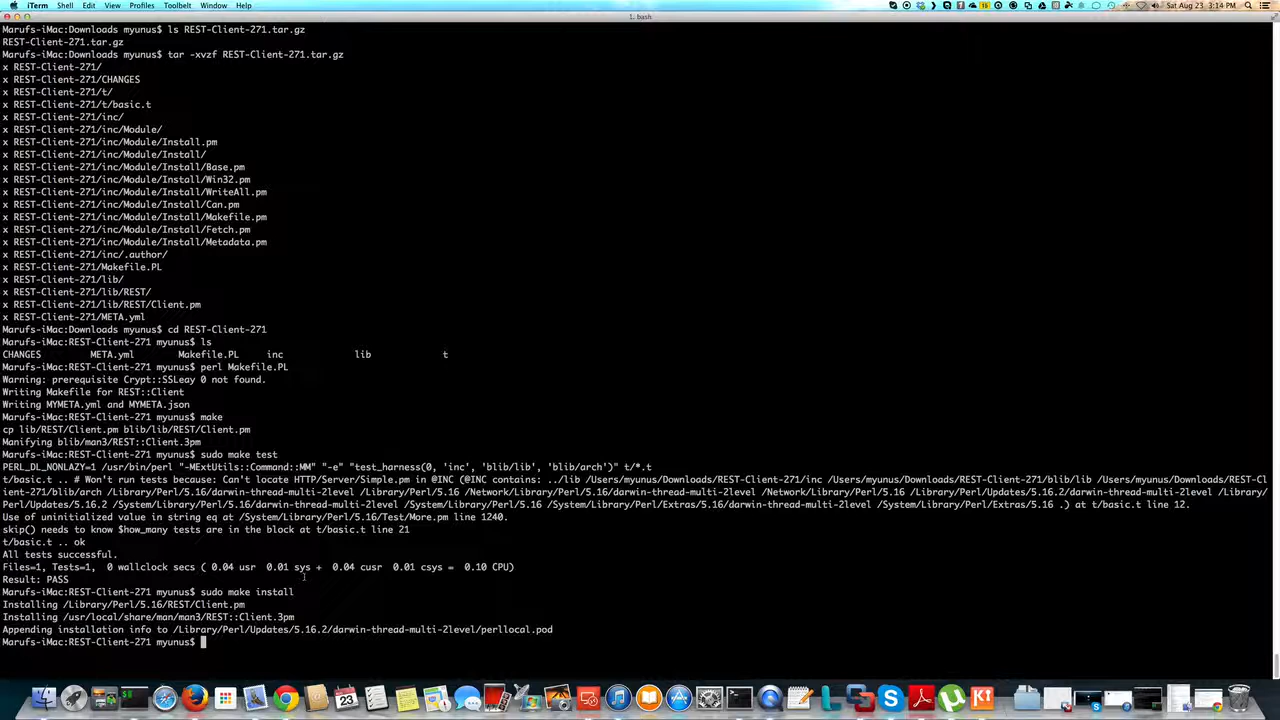 iTerm Shell Edit View Profiles Toolbelt Window Help
Sat Aug 23 3:14 PM
1. bash
Marufs-iMac:Downloads myunus$ ls REST-Client-271.tar.gz
REST-Client-271.tar.gz
Marufs-iMac:Downloads myunus$ tar -xvzf REST-Client-271.tar.gz
x REST-Client-271/
x REST-Client-271/CHANGES
x REST-Client-271/t/
x REST-Client-271/t/basic.t
x REST-Client-271/inc/
x REST-Client-271/inc/Module/
x REST-Client-271/inc/Module/Install.pm
x REST-Client-271/inc/Module/Install/
x REST-Client-271/inc/Module/Install/Base.pm
x REST-Client-271/inc/Module/Install/Win32.pm
x REST-Client-271/inc/Module/Install/WriteAll.pm
x REST-Client-271/inc/Module/Install/Can.pm
x REST-Client-271/inc/Module/Install/Makefile.pm
x REST-Client-271/inc/Module/Install/Fetch.pm
x REST-Client-271/inc/Module/Install/Metadata.pm
x REST-Client-271/inc/.author/
x REST-Client-271/Makefile.PL
x REST-Client-271/lib/
x REST-Client-271/lib/REST/
x REST-Client-271/lib/REST/Client.pm
x REST-Client-271/META.yml
Marufs-iMac:Downloads myunus$ cd REST-Client-271
Marufs-iMac:REST-Client-271 myunus$ ls
CHANGES META.yml Makefile.PL inc lib t
Marufs-iMac:REST-Client-271 myunus$ perl Makefile.PL
Warning: prerequisite Crypt::SSLeay 0 not found.
Writing Makefile for REST::Client
Writing MYMETA.yml and MYMETA.json
Marufs-iMac:REST-Client-271 myunus$ make
cp lib/REST/Client.pm blib/lib/REST/Client.pm
Manifying blib/man3/REST::Client.3pm
Marufs-iMac:REST-Client-271 myunus$ sudo make test
PERL_DL_NONLAZY=1 /usr/bin/perl "-MExtUtils::Command::MM" "-e" "test_harness(0, 'inc', 'blib/lib', 'blib/arch')" t/*.t
t/basic.t .. # Won't run tests because: Can't locate HTTP/Server/Simple.pm in @INC (@INC contains: ../lib /Users/myunus/Downloads/REST-Client-271/inc /Users/myunus/Downloads/REST-Client-271/blib/lib /Users/myunus/Downloads/REST-Cl
ient-271/blib/arch /Library/Perl/5.16/darwin-thread-multi-2level /Library/Perl/5.16 /Network/Library/Perl/5.16/darwin-thread-multi-2level /Network/Library/Perl/5.16 /Library/Perl/Updates/5.16.2/darwin-thread-multi-2level /Library/
Perl/Updates/5.16.2 /System/Library/Perl/5.16/darwin-thread-multi-2level /System/Library/Perl/5.16 /System/Library/Perl/Extras/5.16/darwin-thread-multi-2level /System/Library/Perl/Extras/5.16 .) at t/basic.t line 12.
Use of uninitialized value in string eq at /System/Library/Perl/5.16/Test/More.pm line 1240.
skip() needs to know $how_many tests are in the block at t/basic.t line 21
t/basic.t .. ok
All tests successful.
Files=1, Tests=1, 0 wallclock secs ( 0.04 usr 0.01 sys + 0.04 cusr 0.01 csys = 0.10 CPU)
Result: PASS
Marufs-iMac:REST-Client-271 myunus$ sudo make install
Installing /Library/Perl/5.16/REST/Client.pm
Installing /usr/local/share/man/man3/REST::Client.3pm
Appending installation info to /Library/Perl/Updates/5.16.2/darwin-thread-multi-2level/perllocal.pod
Marufs-iMac:REST-Client-271 myunus$